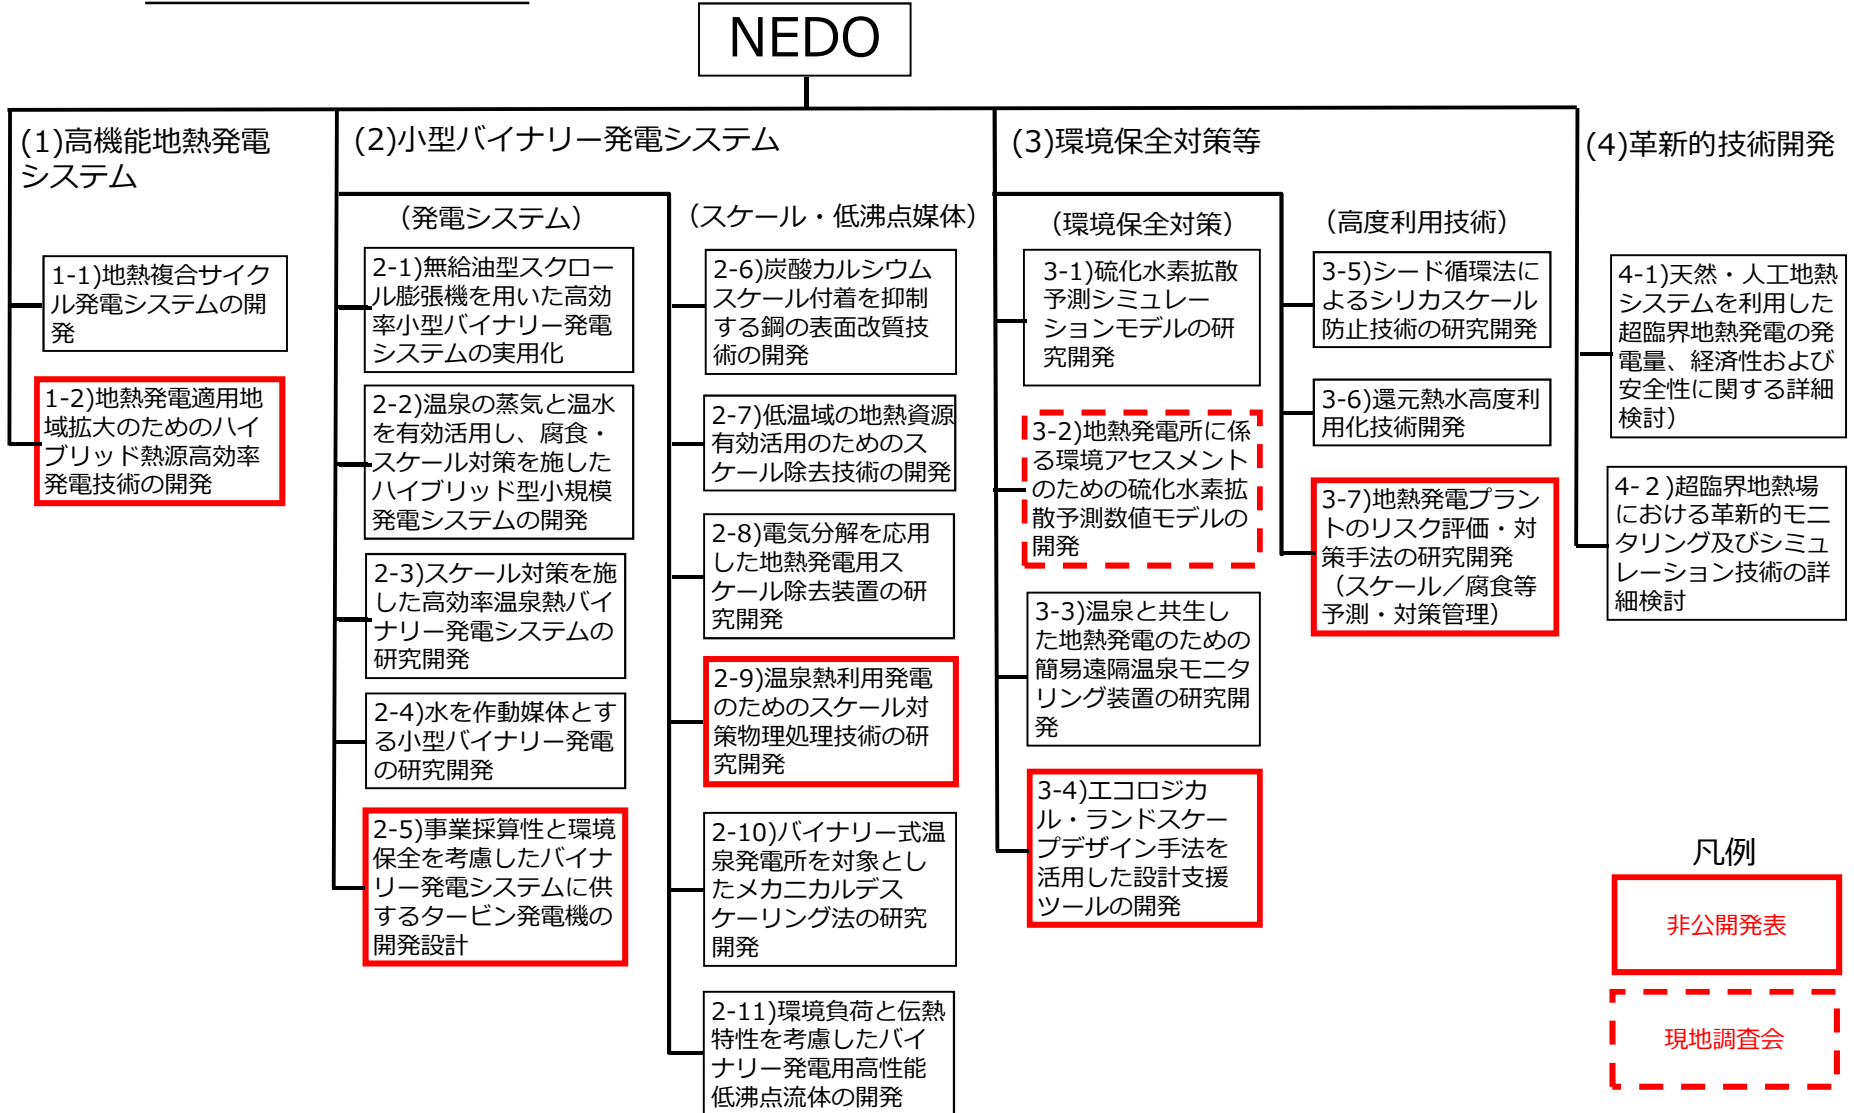 NEDO
(1)高機能地熱発電
システム
1-1)地熱複合サイク
ル発電システムの開
発
1-2)地熱発電適用地
域拡大のためのハイ
ブリッド熱源高効率
発電技術の開発
(2)小型バイナリー発電システム
（発電システム）
2-1)無給油型スクロー
ル膨張機を用いた高効
率小型バイナリー発電
システムの実用化
2-2)温泉の蒸気と温水
を有効活用し、腐食・
スケール対策を施した
ハイブリッド型小規模
発電システムの開発
2-3)スケール対策を施
した高効率温泉熱バイ
ナリー発電システムの
研究開発
2-4)水を作動媒体とす
る小型バイナリー発電
の研究開発
2-5)事業採算性と環境
保全を考慮したバイナ
リー発電システムに供
するタービン発電機の
開発設計
（スケール・低沸点媒体）
2-6)炭酸カルシウム
スケール付着を抑制
する鋼の表面改質技
術の開発
2-7)低温域の地熱資源
有効活用のためのス
ケール除去技術の開発
2-8)電気分解を応用
した地熱発電用ス
ケール除去装置の研
究開発
2-9)温泉熱利用発電
のためのスケール対
策物理処理技術の研
究開発
2-10)バイナリー式温
泉発電所を対象とし
たメカニカルデス
ケーリング法の研究
開発
2-11)環境負荷と伝熱
特性を考慮したバイ
ナリー発電用高性能
低沸点流体の開発
(3)環境保全対策等
（環境保全対策）
3-1)硫化水素拡散
予測シミュレー
ションモデルの研
究開発
3-2)地熱発電所に係
る環境アセスメント
のための硫化水素拡
散予測数値モデルの
開発
3-3)温泉と共生し
た地熱発電のための
簡易遠隔温泉モニタ
リング装置の研究開
発
3-4)エコロジカ
ル・ランドスケー
プデザイン手法を
活用した設計支援
ツールの開発
（高度利用技術）
3-5)シード循環法に
よるシリカスケール
防止技術の研究開発
3-6)還元熱水高度利
用化技術開発
3-7)地熱発電プラン
トのリスク評価・対
策手法の研究開発
（スケール／腐食等
予測・対策管理）
(4)革新的技術開発
4-1)天然・人工地熱
システムを利用した
超臨界地熱発電の発
電量、経済性および
安全性に関する詳細
検討）
4-２)超臨界地熱場
における革新的モニ
タリング及びシミュ
レーション技術の詳
細検討
凡例
非公開発表
現地調査会